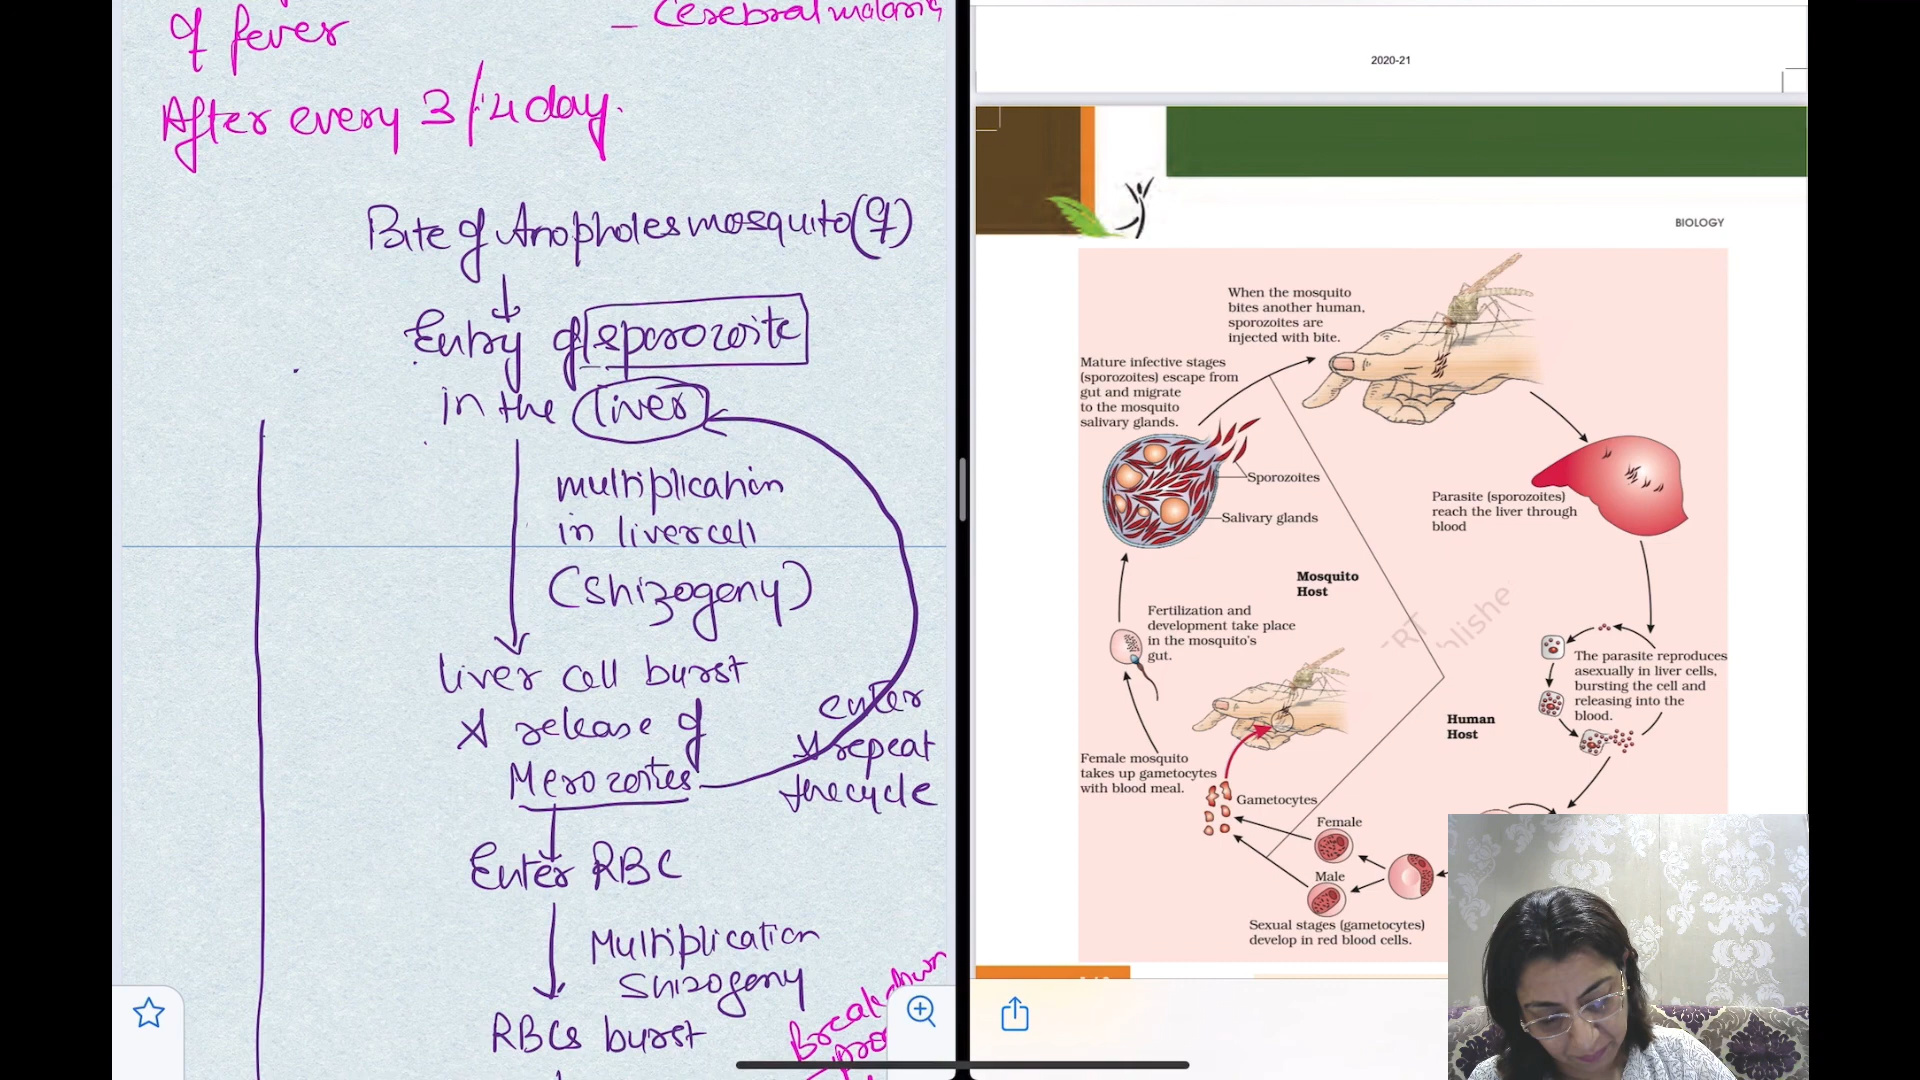 of fever
- Cerebral malaria
After every 3/4 day.
Bite of Anopholes mosquito (♀)
Entry of sporozoite
in the liver
multiplication
in liver cell
(Shizogeny)
liver cell burst
& release of
Merozoites
enter
& repeat
the cycle
Enter RBC
Multiplication
Shizogeny
RBCs burst
Break down
2020-21
BIOLOGY
When the mosquito
bites another human,
sporozoites are
injected with bite.
Mature infective stages
(sporozoites) escape from
gut and migrate
to the mosquito
salivary glands.
Sporozoites
Salivary glands
Parasite (sporozoites)
reach the liver through
blood
Mosquito
Host
Fertilization and
development take place
in the mosquito's
gut.
The parasite reproduces
asexually in liver cells,
bursting the cell and
releasing into the
blood.
Human
Host
Female mosquito
takes up gametocytes
with blood meal.
Gametocytes
Female
Male
Sexual stages (gametocytes)
develop in red blood cells.